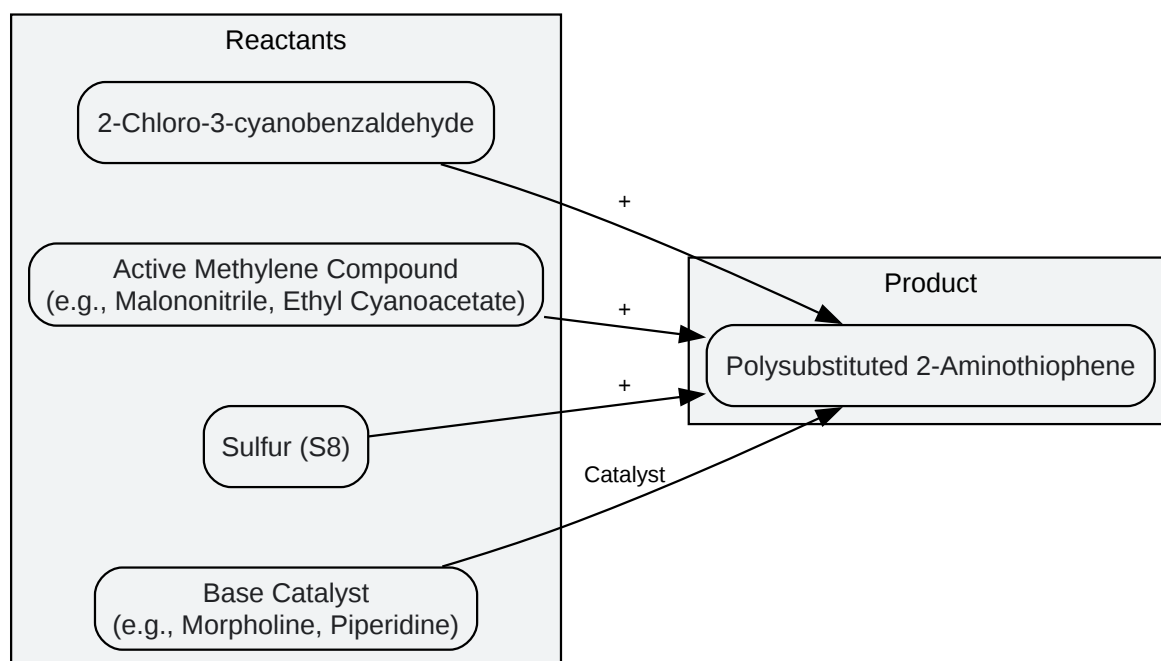 Reactants
2-Chloro-3-cyanobenzaldehyde
+
Active Methylene Compound
(e.g., Malononitrile, Ethyl Cyanoacetate)
+
Sulfur (S8)
+
Base Catalyst
(e.g., Morpholine, Piperidine)
Catalyst
Product
Polysubstituted 2-Aminothiophene